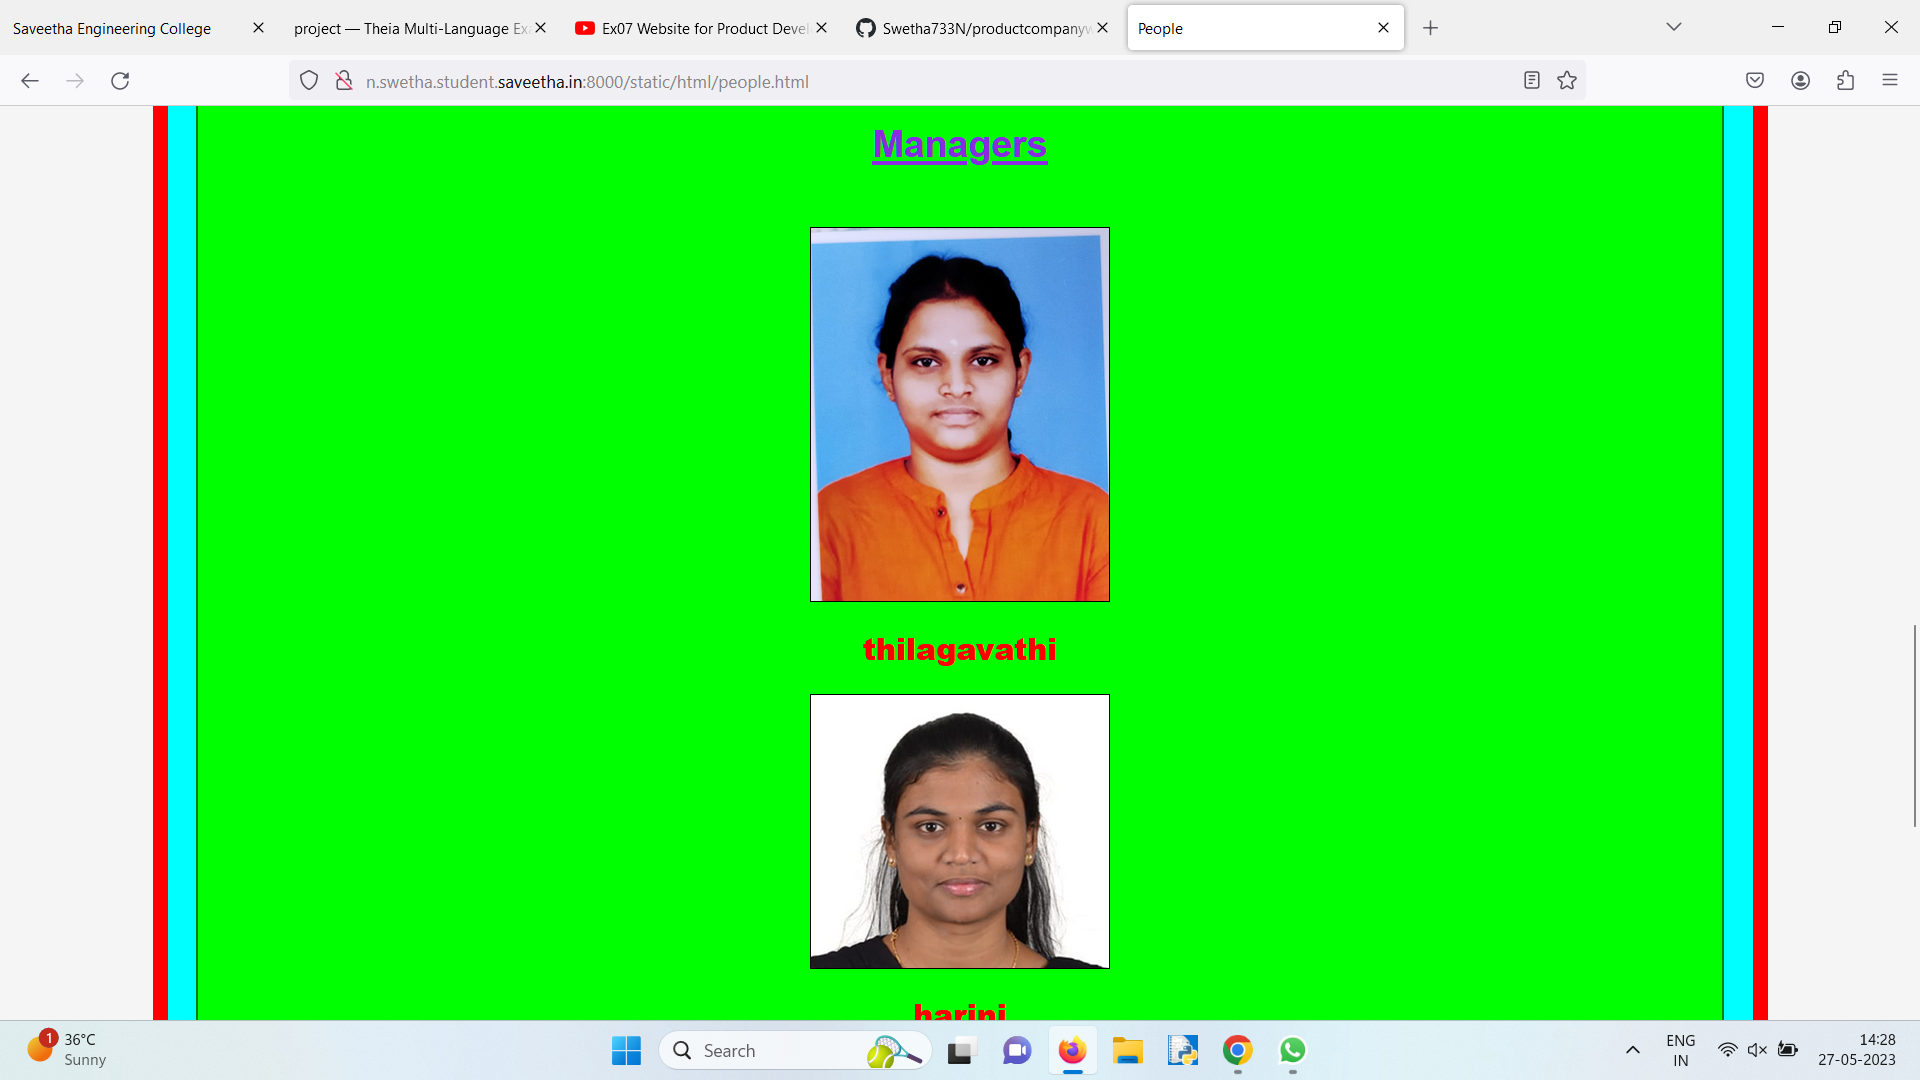 Saveetha Engineering College
project — Theia Multi-Language Ex
Ex07 Website for Product Devel
Swetha733N/productcompanyw
People
n.swetha.student.saveetha.in:8000/static/html/people.html
Managers
thilagavathi
harini
1
36°C
Sunny
Search
ENG
IN
14:28
27-05-2023